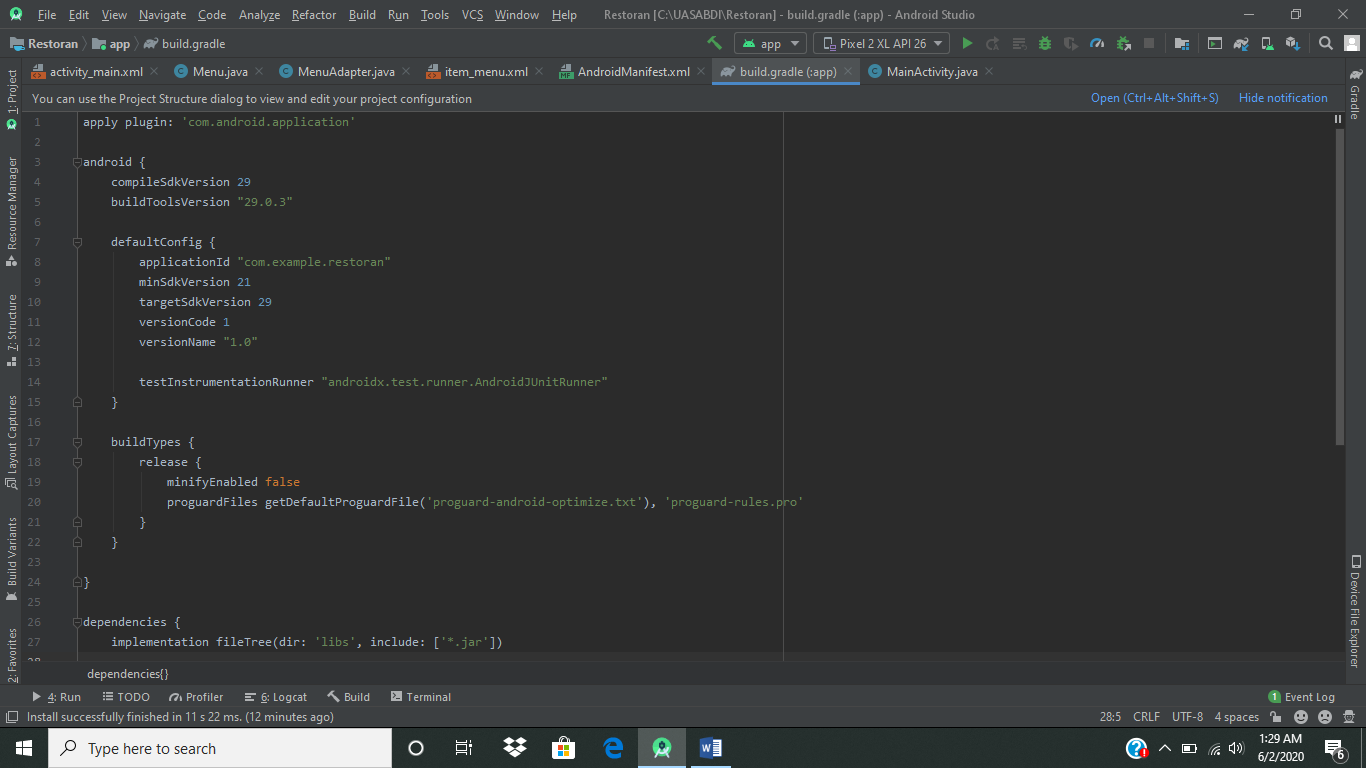 File Edit View Navigate Code Analyze Refactor Build Run Tools VCS Window Help Restoran [C:\UASABDI\Restoran] - build.gradle (:app) - Android Studio
Restoran app build.gradle app Pixel 2 XL API 26
activity_main.xml Menu.java MenuAdapter.java item_menu.xml AndroidManifest.xml build.gradle (:app) MainActivity.java
You can use the Project Structure dialog to view and edit your project configuration Open (Ctrl+Alt+Shift+S) Hide notification
1 apply plugin: 'com.android.application'
2
3 android {
4 compileSdkVersion 29
5 buildToolsVersion "29.0.3"
6
7 defaultConfig {
8 applicationId "com.example.restoran"
9 minSdkVersion 21
10 targetSdkVersion 29
11 versionCode 1
12 versionName "1.0"
13
14 testInstrumentationRunner "androidx.test.runner.AndroidJUnitRunner"
15 }
16
17 buildTypes {
18 release {
19 minifyEnabled false
20 proguardFiles getDefaultProguardFile('proguard-android-optimize.txt'), 'proguard-rules.pro'
21 }
22 }
23
24 }
25
26 dependencies {
27 implementation fileTree(dir: 'libs', include: ['*.jar'])
28
dependencies{}
1: Project
Resource Manager
7: Structure
Layout Captures
Build Variants
2: Favorites
Gradle
Device File Explorer
4: Run TODO Profiler 6: Logcat Build Terminal 1 Event Log
Install successfully finished in 11 s 22 ms. (12 minutes ago) 28:5 CRLF UTF-8 4 spaces
Type here to search
1:29 AM
6/2/2020
6